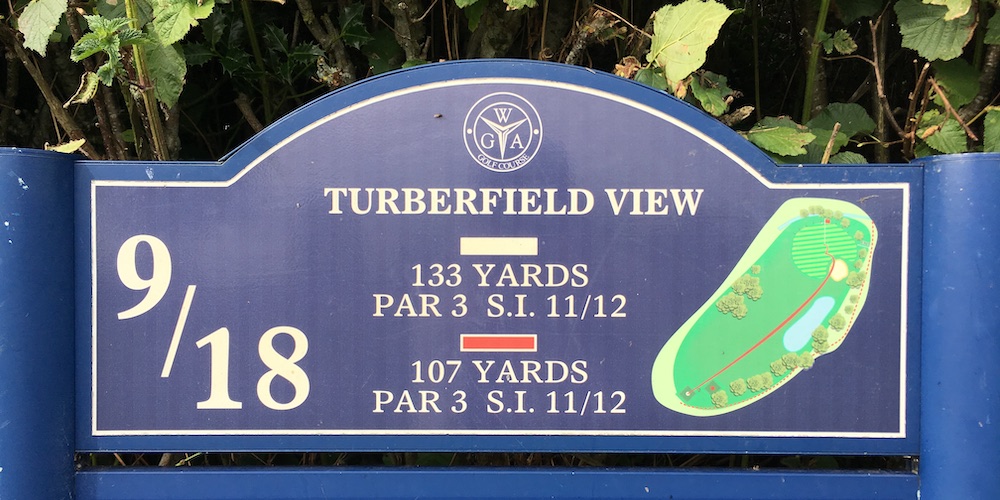 W
G A
GOLF COURSE
TURBERFIELD VIEW
9/18
133 YARDS
PAR 3 S.I. 11/12
107 YARDS
PAR 3 S.I. 11/12